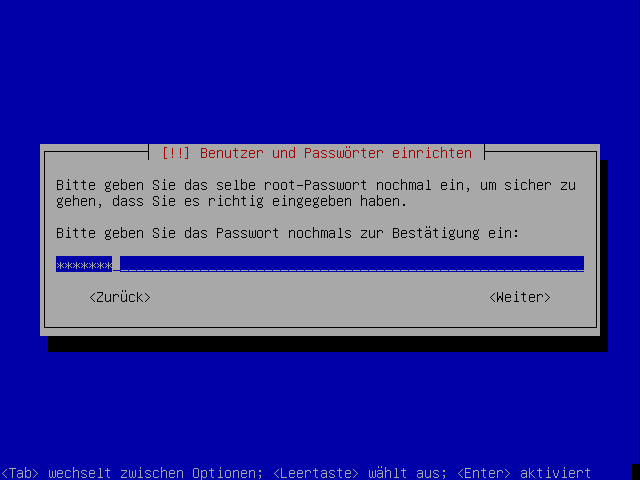 [!!] Benutzer und Passwörter einrichten
Bitte geben Sie das selbe root-Passwort nochmal ein, um sicher zu
gehen, dass Sie es richtig eingegeben haben.
Bitte geben Sie das Passwort nochmals zur Bestätigung ein:
*******
<Zurück> <Weiter>
<Tab> wechselt zwischen Optionen; <Leertaste> wählt aus; <Enter> aktiviert